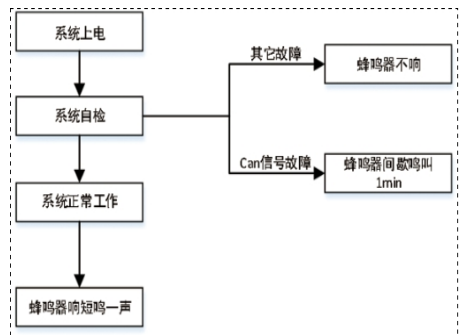 系统上电
其它故障
蜂鸣器不响
系统自检
Can信号故障
蜂鸣器间歇鸣叫
1min
系统正常工作
蜂鸣器响短鸣一声